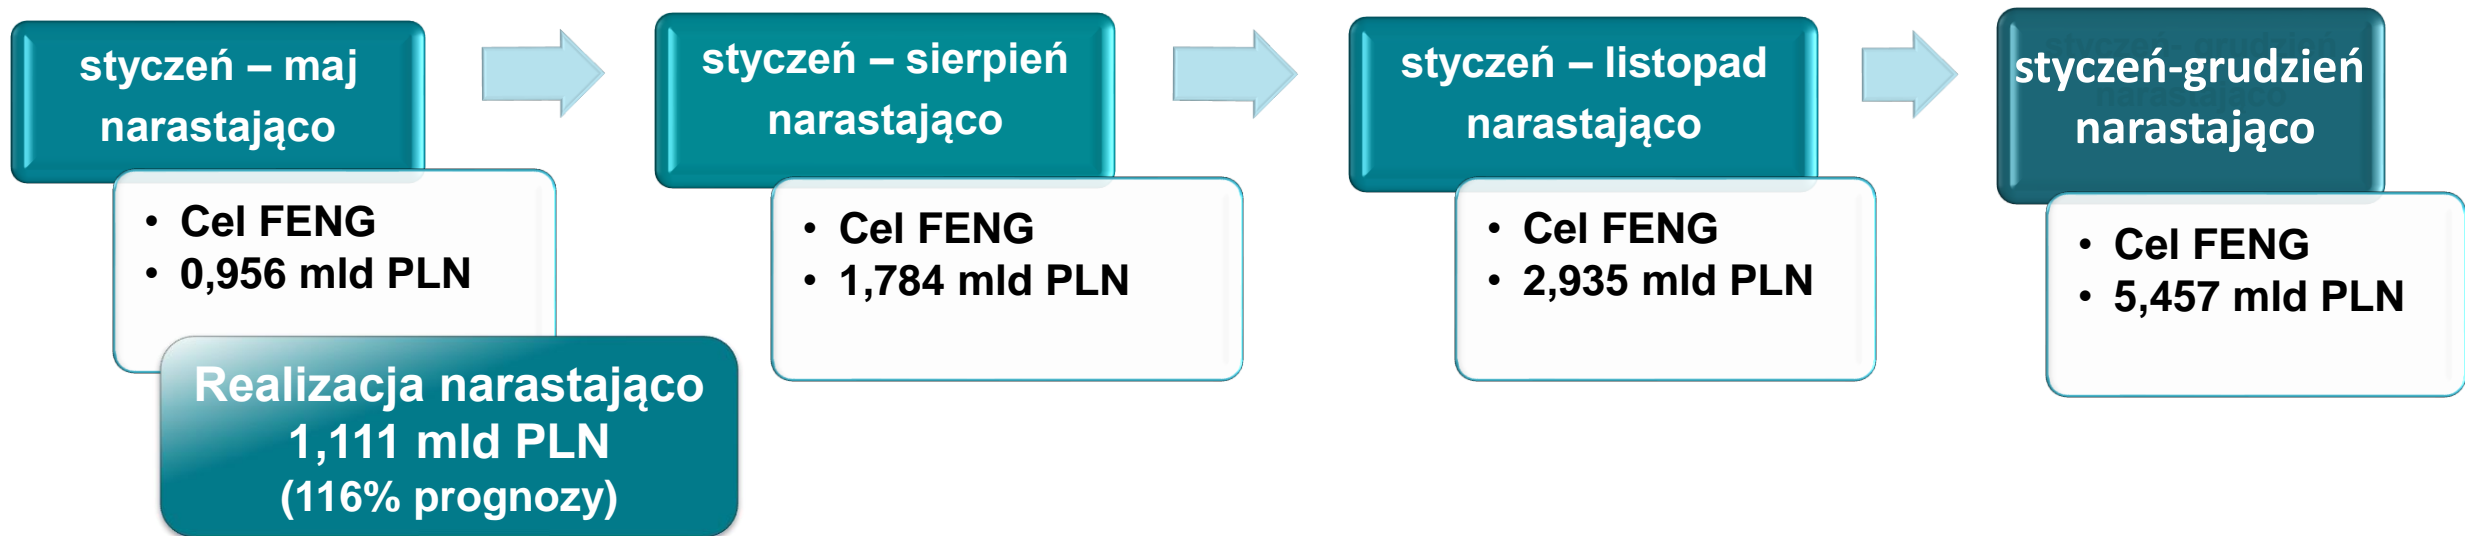 styczeń – maj
narastająco
• Cel FENG
• 0,956 mld PLN
Realizacja narastająco
1,111 mld PLN
(116% prognozy)
styczeń – sierpień
narastająco
• Cel FENG
• 1,784 mld PLN
styczeń – listopad
narastająco
• Cel FENG
• 2,935 mld PLN
styczeń-grudzień
narastająco
• Cel FENG
• 5,457 mld PLN